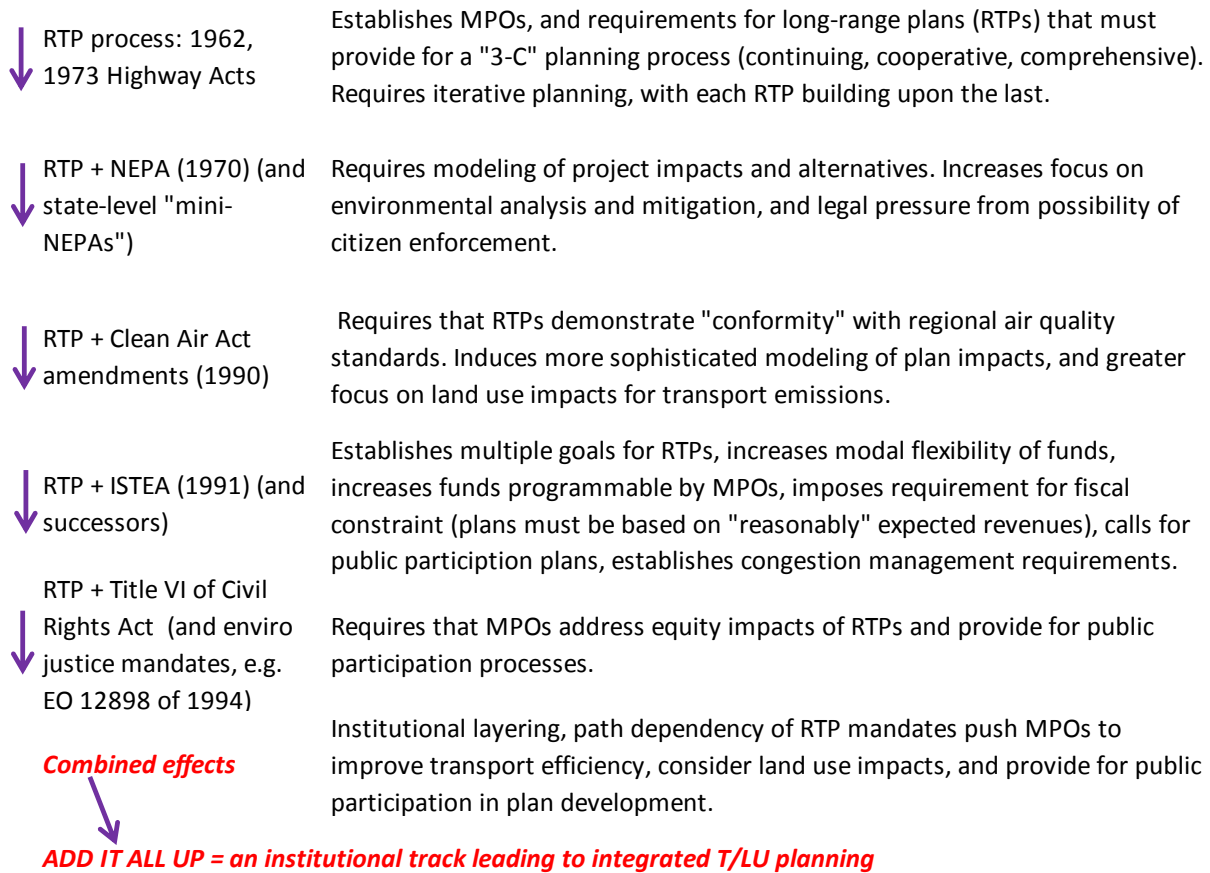 RTP process: 1962,
1973 Highway Acts
Establishes MPOs, and requirements for long-range plans (RTPs) that must
provide for a "3-C" planning process (continuing, cooperative, comprehensive).
Requires iterative planning, with each RTP building upon the last.
RTP + NEPA (1970) (and
state-level "mini-
NEPAs")
Requires modeling of project impacts and alternatives. Increases focus on
environmental analysis and mitigation, and legal pressure from possibility of
citizen enforcement.
RTP + Clean Air Act
amendments (1990)
Requires that RTPs demonstrate "conformity" with regional air quality
standards. Induces more sophisticated modeling of plan impacts, and greater
focus on land use impacts for transport emissions.
RTP + ISTEA (1991) (and
successors)
Establishes multiple goals for RTPs, increases modal flexibility of funds,
increases funds programmable by MPOs, imposes requirement for fiscal
constraint (plans must be based on "reasonably" expected revenues), calls for
public particiption plans, establishes congestion management requirements.
RTP + Title VI of Civil
Rights Act (and enviro
justice mandates, e.g.
EO 12898 of 1994)
Requires that MPOs address equity impacts of RTPs and provide for public
participation processes.
Combined effects
Institutional layering, path dependency of RTP mandates push MPOs to
improve transport efficiency, consider land use impacts, and provide for public
participation in plan development.
ADD IT ALL UP = an institutional track leading to integrated T/LU planning